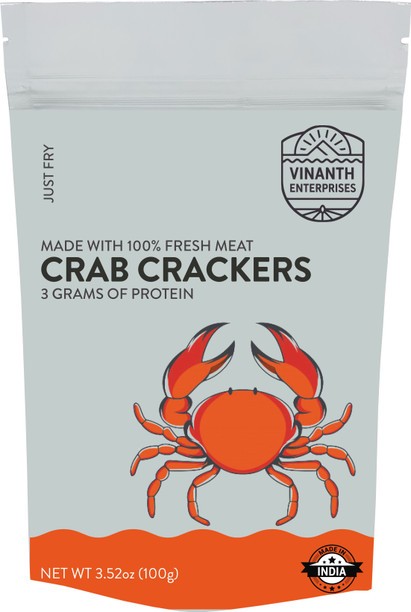 JUST FRY
VINANTH
ENTERPRISES
MADE WITH 100% FRESH MEAT
CRAB CRACKERS
3 GRAMS OF PROTEIN
NET WT 3.52oz (100g)
MADE IN
INDIA